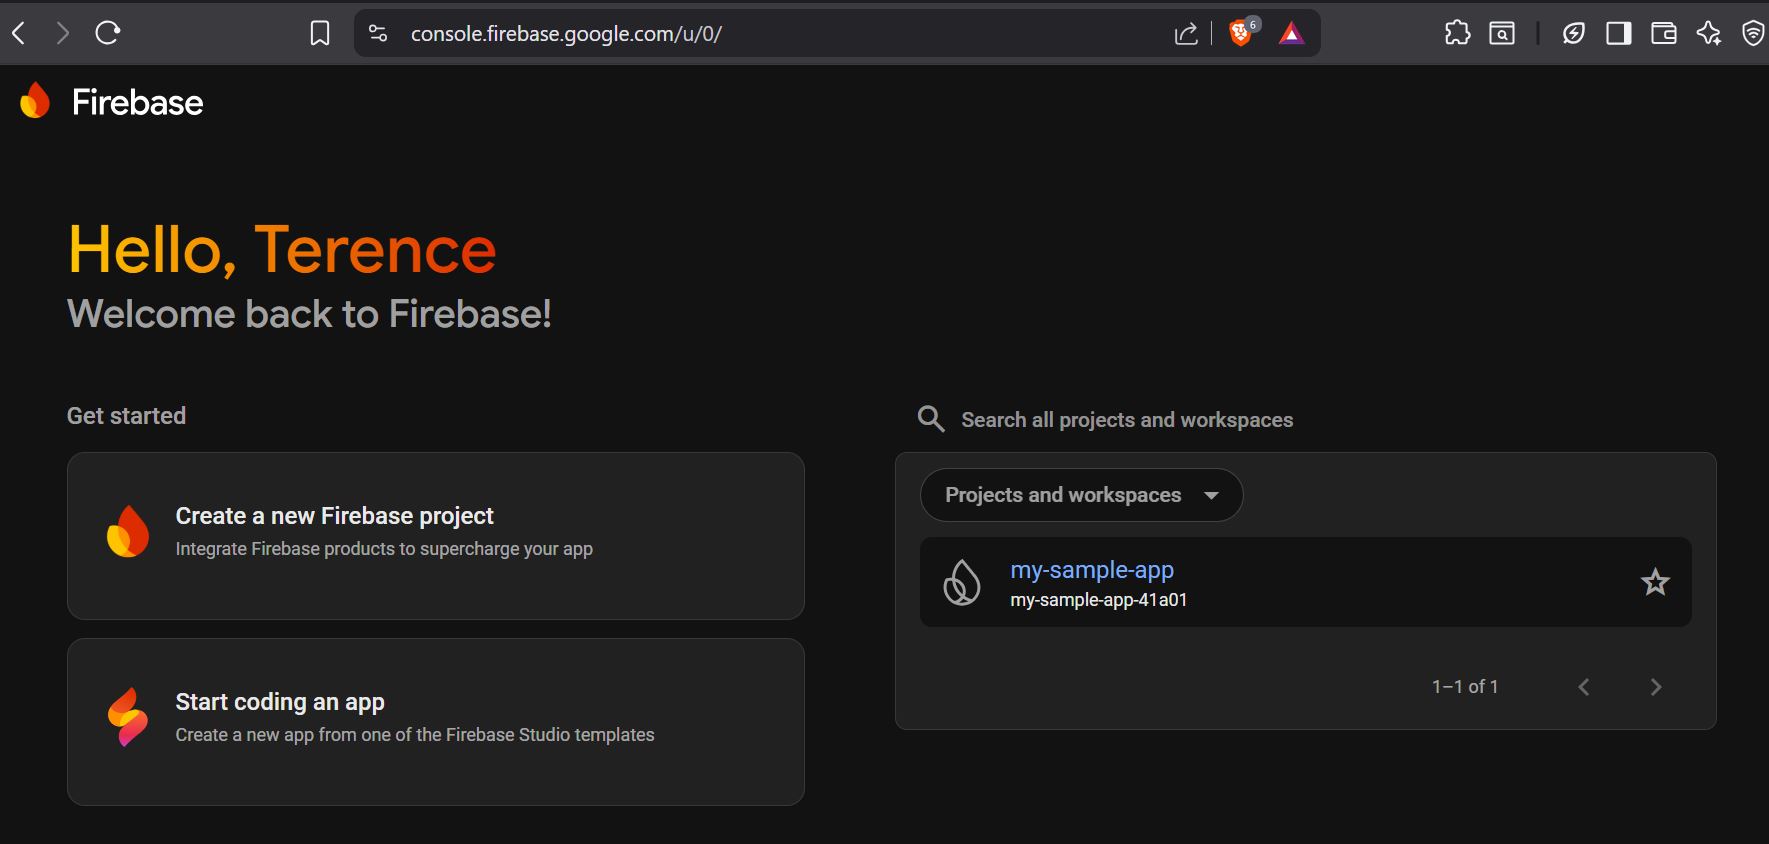 console.firebase.google.com/u/0/
6
Firebase
Hello, Terence
Welcome back to Firebase!
Get started
Create a new Firebase project
Integrate Firebase products to supercharge your app
Start coding an app
Create a new app from one of the Firebase Studio templates
Search all projects and workspaces
Projects and workspaces
my-sample-app
my-sample-app-41a01
1–1 of 1